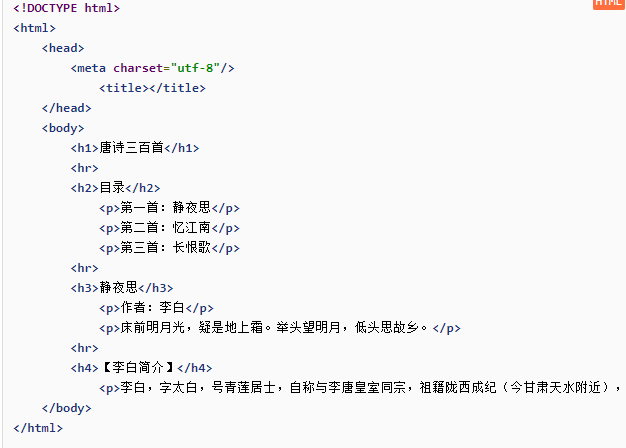 HTML
<!DOCTYPE html>
<html>
<head>
<meta charset="utf-8"/>
<title></title>
</head>
<body>
<h1>唐诗三百首</h1>
<hr>
<h2>目录</h2>
<p>第一首：静夜思</p>
<p>第二首：忆江南</p>
<p>第三首：长恨歌</p>
<hr>
<h3>静夜思</h3>
<p>作者：李白</p>
<p>床前明月光，疑是地上霜。举头望明月，低头思故乡。</p>
<hr>
<h4>【李白简介】</h4>
<p>李白，字太白，号青莲居士，自称与李唐皇室同宗，祖籍陇西成纪（今甘肃天水附近），
</body>
</html>